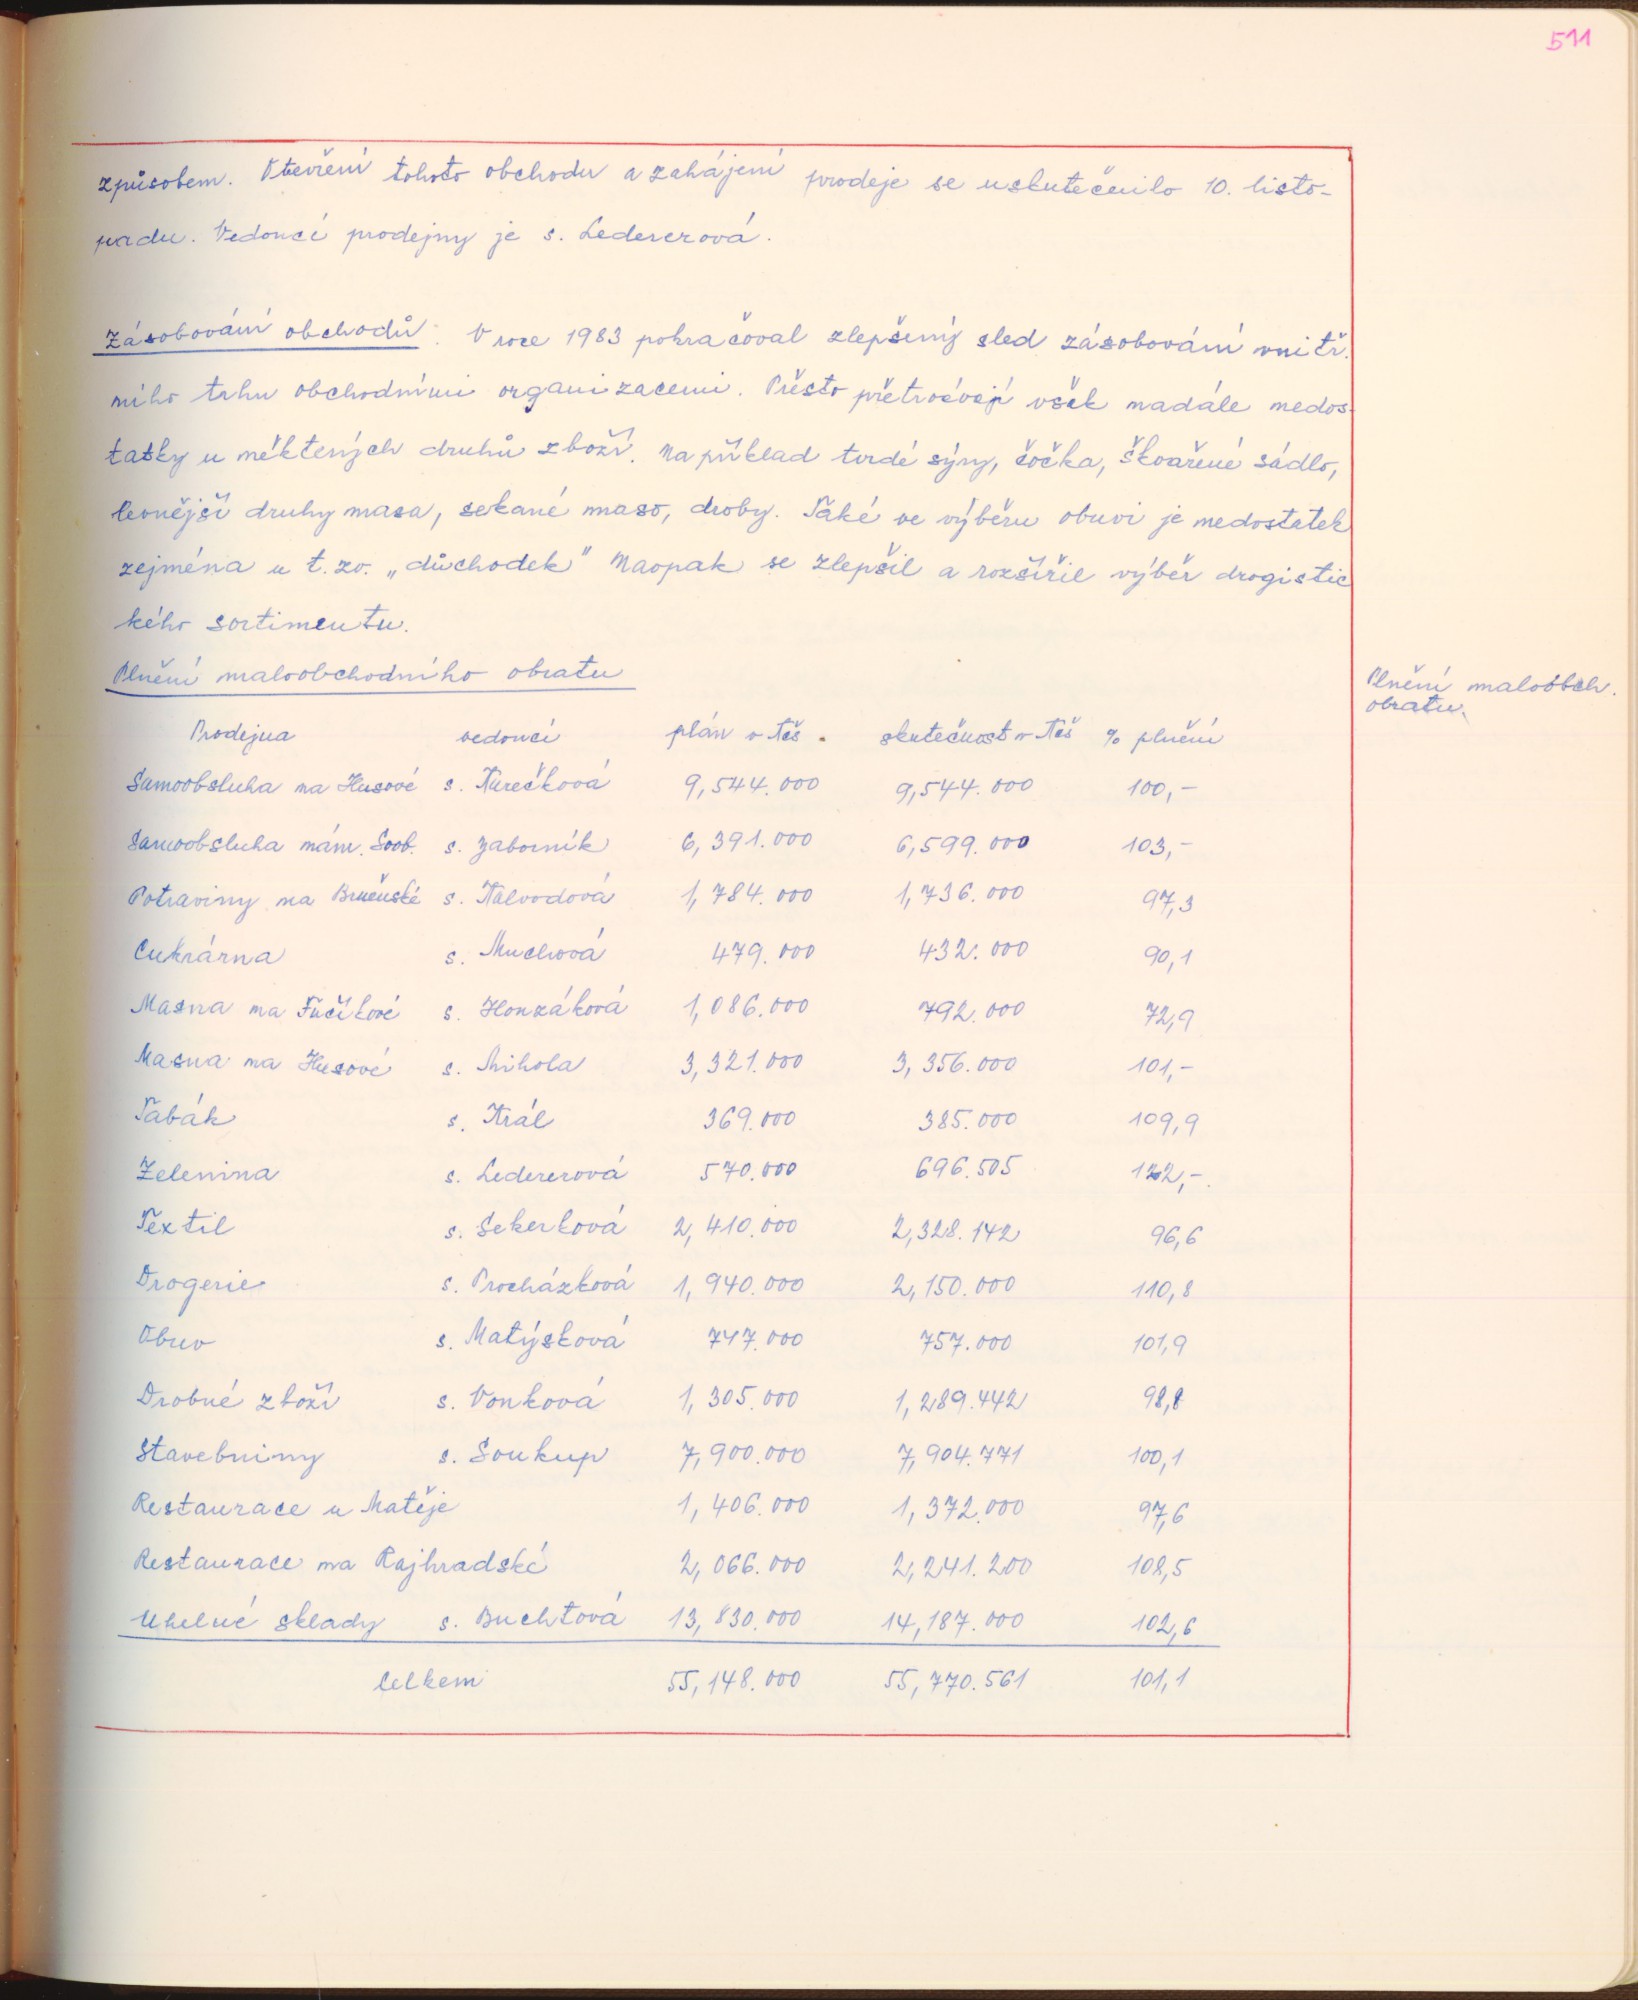 511
způsobem. Otevření tohoto obchodu a zahájení prodeje se uskutečnilo 10. listo-
padu. Vedoucí prodejny je s. Ledererová.
Zásobování obchodů: V roce 1983 pokračoval zlepšený sled zásobování vnitř.
ního trhu obchodními organizacemi. Přesto přetrvávají však nadále nedos-
tatky u některých druhů zboží. Na příklad tvrdé sýry, čočka, škvařené sádlo,
levnější druhy masa, sekané maso, droby. Také ve výběru obuvi je nedostatek
zejména u t.zv. „důchodek" Naopak se zlepšil a rozšířil výběr drogistic
kého sortimentu.
Plnění maloobchodního obratu
Plnění maloobch.
obratu.
Prodejna vedoucí plán v Kčs. skutečnost v Kčs % plnění
Samoobsluha na Husové s. Turečková 9,544.000 9,544.000 100,-
Samoobsluha nám. Svob. s. Záborník 6,391.000 6,599.000 103,-
Potraviny na Brněnské s. Kalvodová 1,784.000 1,736.000 97,3
Cukrárna s. Muchová 479.000 432.000 90,1
Masna na Fučíkové s. Honzáková 1,086.000 792.000 72,9
Masna na Husové s. Mihola 3,321.000 3,356.000 101,-
Tabák s. Král 369.000 385.000 109,9
Zelenina s. Ledererová 570.000 696.505 122,-
Textil s. Sekerková 2,410.000 2,328.142 96,6
Drogerie s. Procházková 1,940.000 2,150.000 110,8
Obuv s. Matýsková 747.000 757.000 101,9
Drobné zboží s. Vonková 1,305.000 1,289.442 98,8
Stavebniny s. Soukup 7,900.000 7,904.771 100,1
Restaurace u Matěje 1,406.000 1,372.000 97,6
Restaurace na Rajhradské 2,066.000 2,241.200 108,5
Uhelné sklady s. Buchtová 13,830.000 14,187.000 102,6
Celkem 55,148.000 55,770.561 101,1